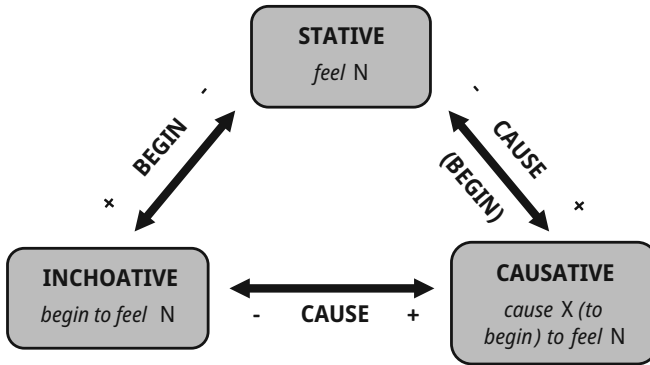 STATIVE
feel N
-
-
BEGIN
CAUSE
(BEGIN)
+
+
INCHOATIVE
begin to feel N
CAUSATIVE
cause X (to
begin) to feel N
- CAUSE +